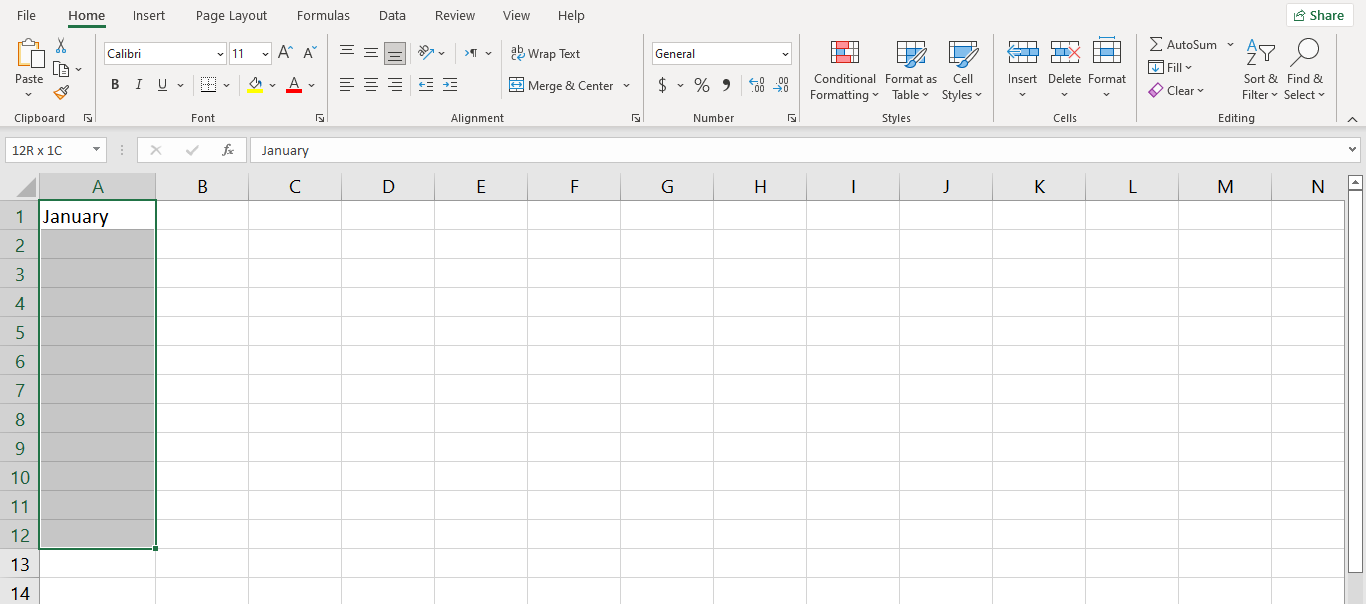 File Home Insert Page Layout Formulas Data Review View Help Share
Calibri 11 A A ab Wrap Text General AutoSum A Z
Paste Conditional Formatting Format as Table Cell Styles Insert Delete Format Fill Sort & Filter Find & Select
B I U A Merge & Center $ % , .00 .00 Clear
Clipboard Font Alignment Number Styles Cells Editing
12R x 1C fx January
A B C D E F G H I J K L M N
1 January
2
3
4
5
6
7
8
9
10
11
12
13
14